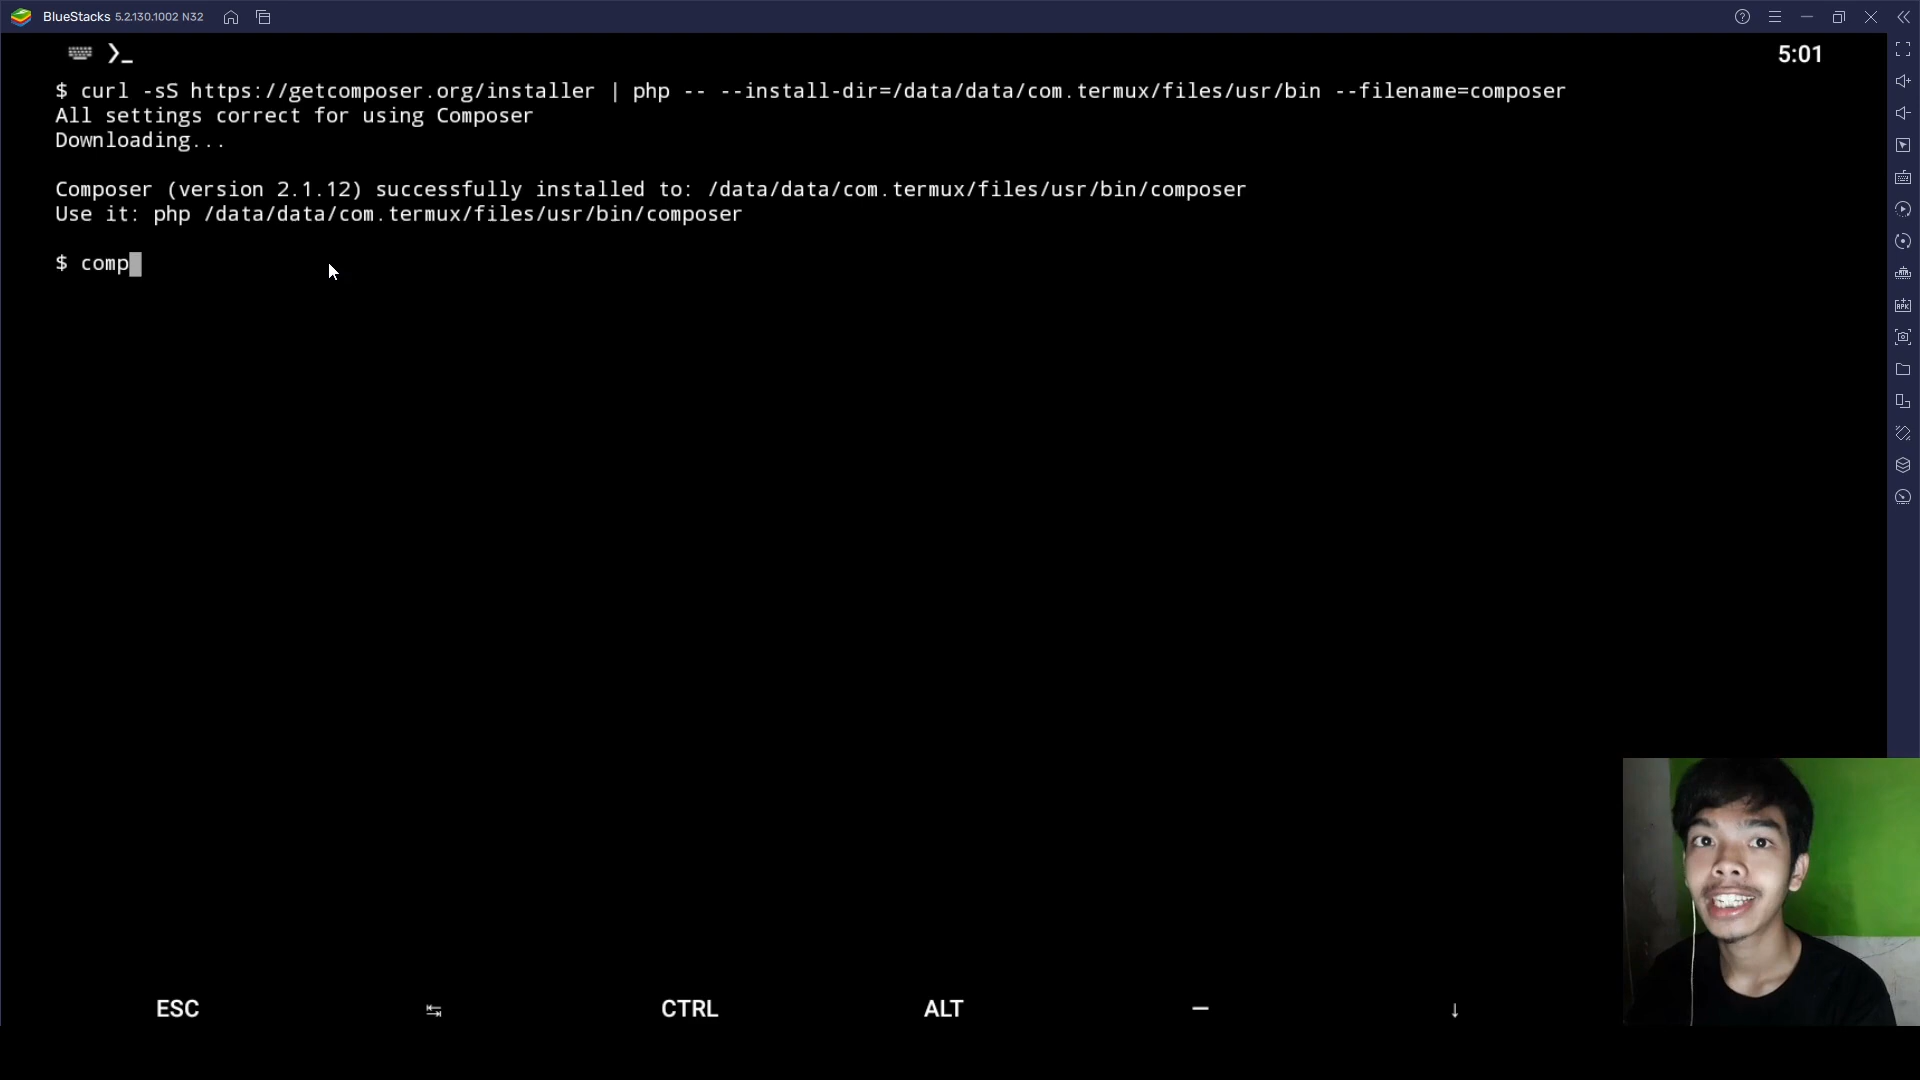 BlueStacks 5.2.130.1002 N32
5:01
$ curl -sS https://getcomposer.org/installer | php -- --install-dir=/data/data/com.termux/files/usr/bin --filename=composer
All settings correct for using Composer
Downloading...
Composer (version 2.1.12) successfully installed to: /data/data/com.termux/files/usr/bin/composer
Use it: php /data/data/com.termux/files/usr/bin/composer
$ comp
ESC CTRL ALT —